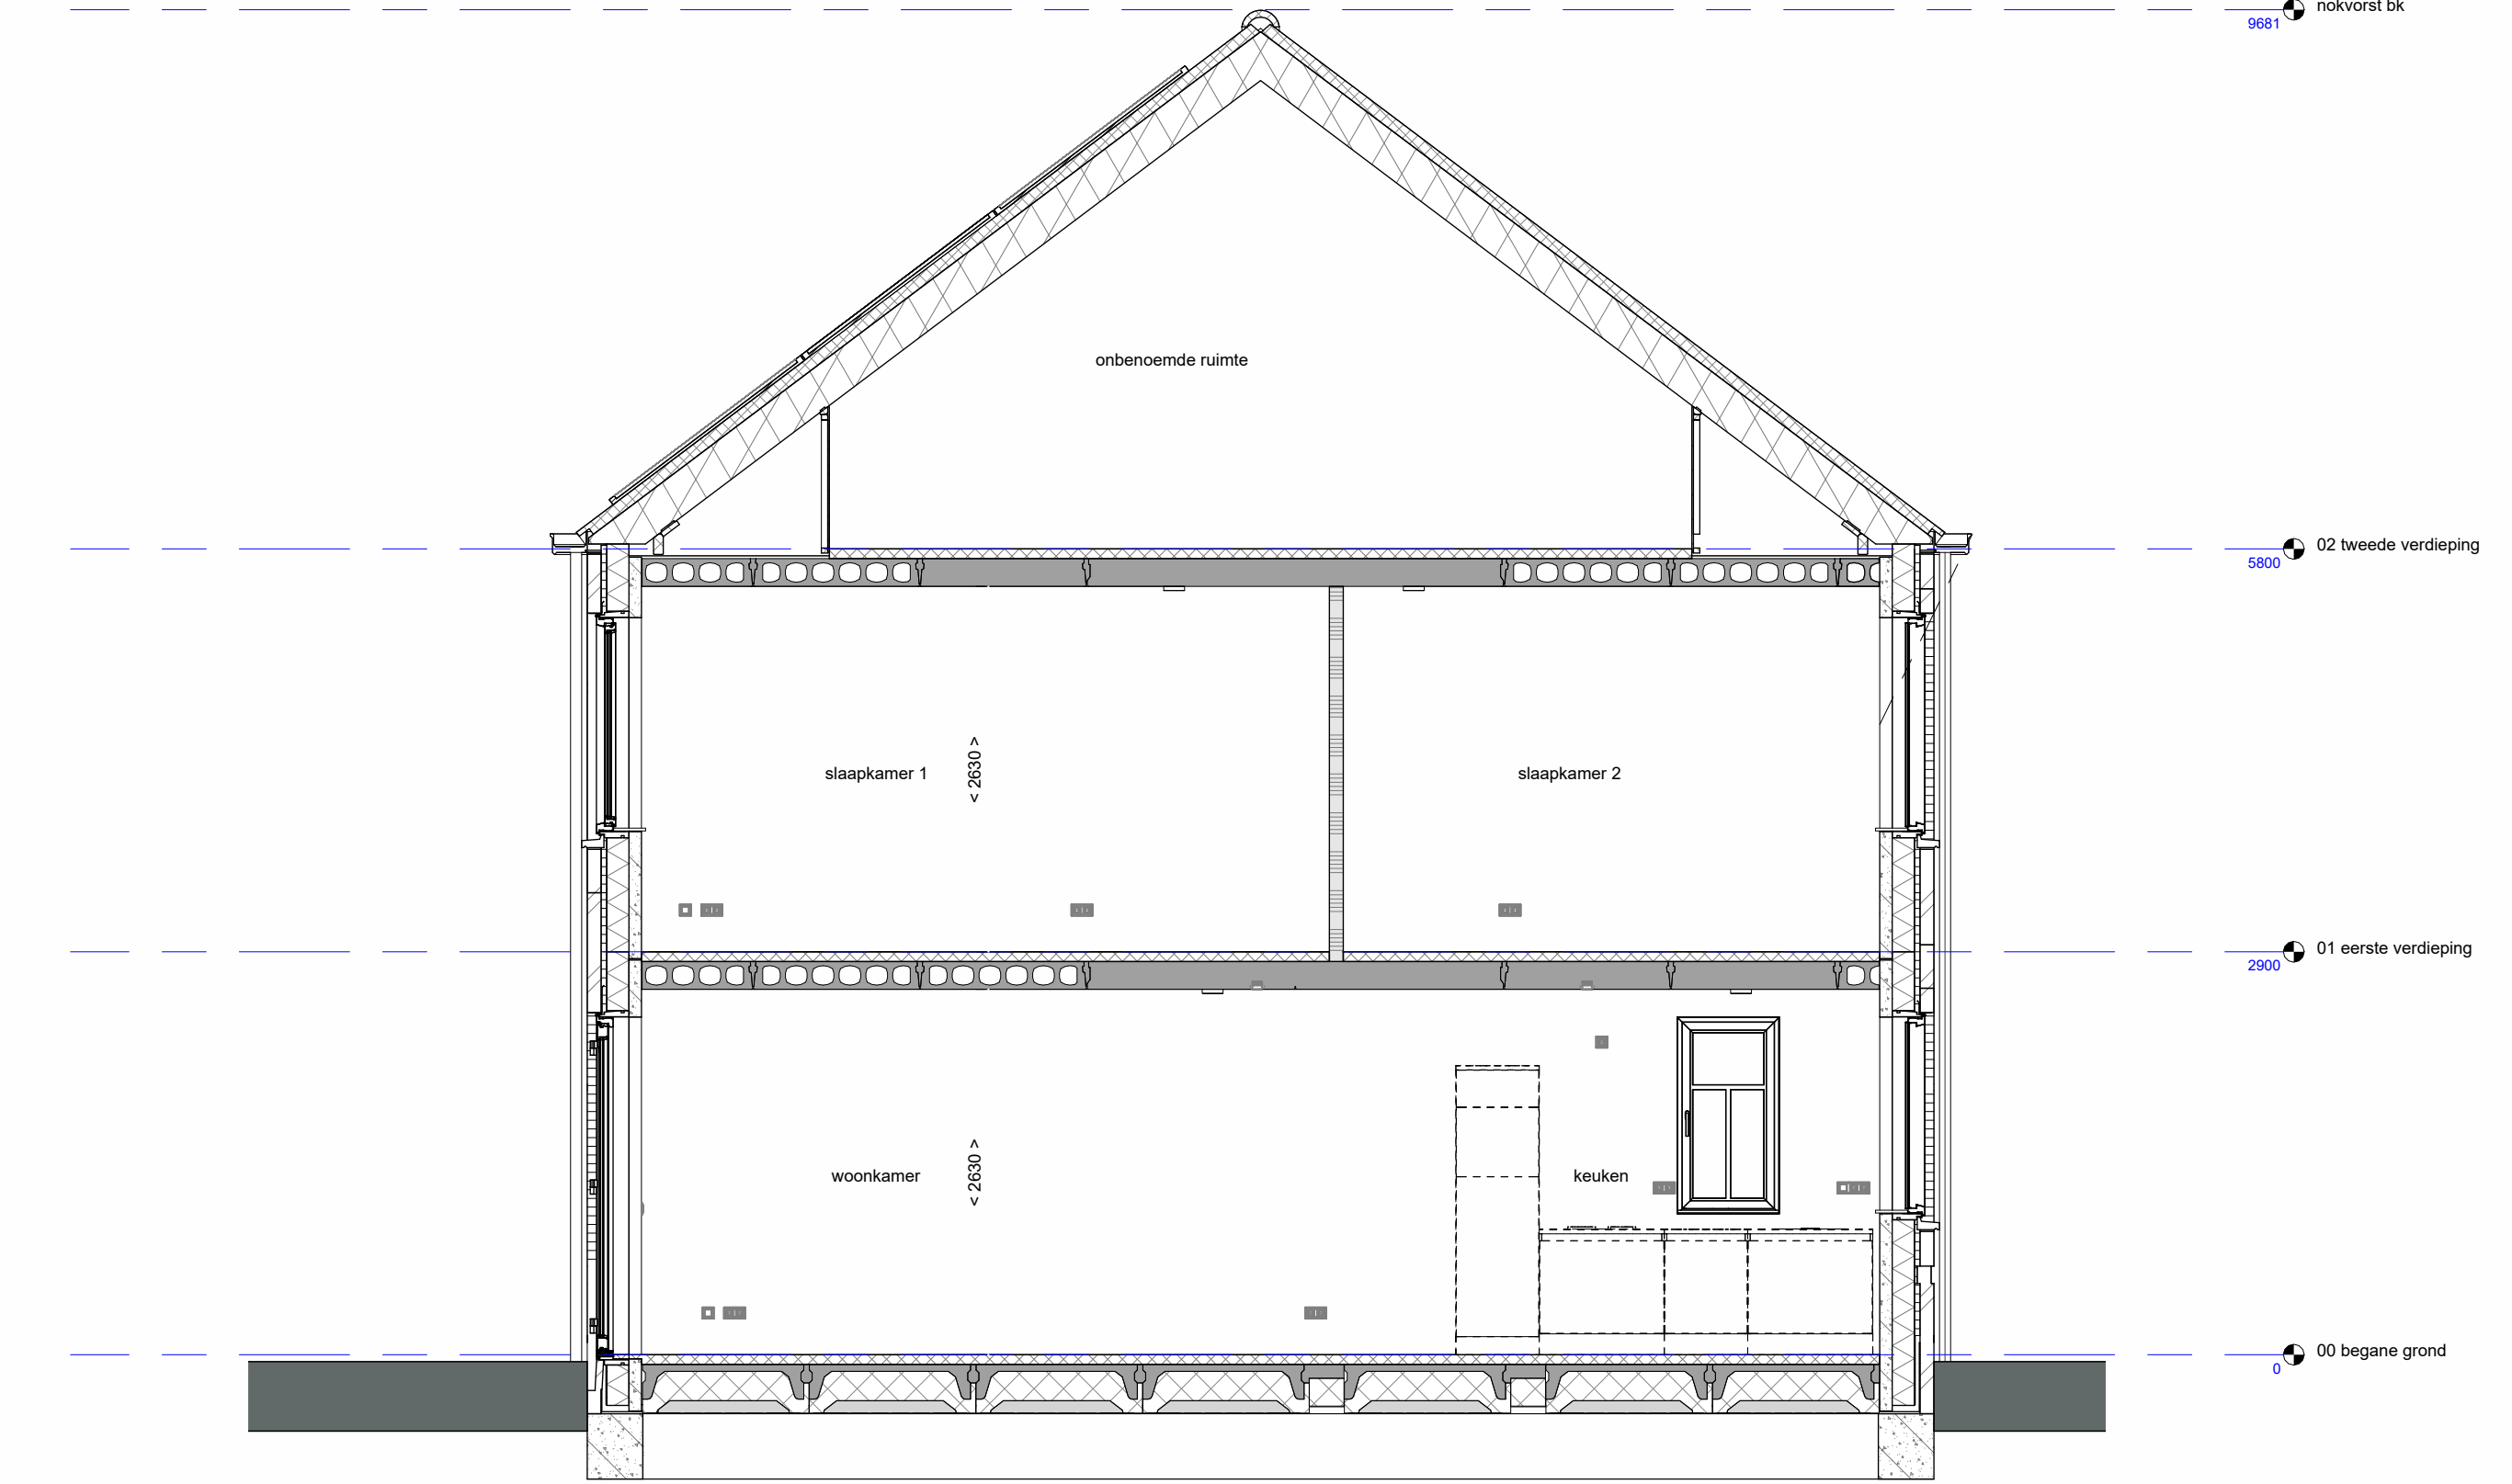 nokvorst bk
9681
onbenoemde ruimte
02 tweede verdieping
5800
slaapkamer 1
< 2630 >
slaapkamer 2
01 eerste verdieping
2900
woonkamer
< 2630 >
keuken
00 begane grond
0